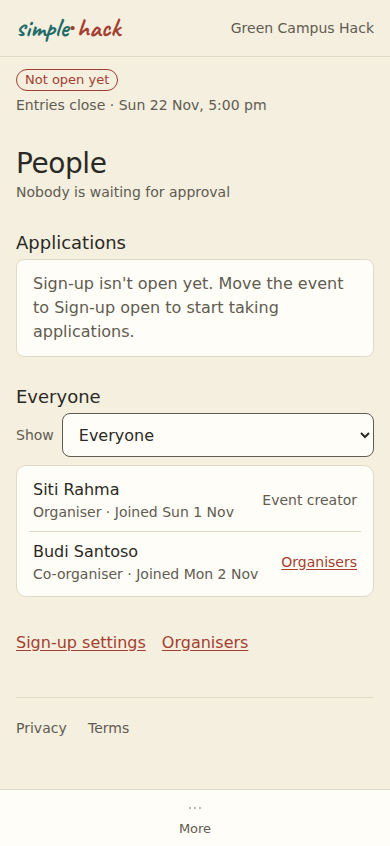 simple·hack
Green Campus Hack
Not open yet
Entries close · Sun 22 Nov, 5:00 pm
People
Nobody is waiting for approval
Applications
Sign-up isn't open yet. Move the event
to Sign-up open to start taking
applications.
Everyone
Show
Everyone
Siti Rahma
Organiser · Joined Sun 1 Nov
Event creator
Budi Santoso
Co-organiser · Joined Mon 2 Nov
Organisers
Sign-up settings Organisers
Privacy Terms
...
More